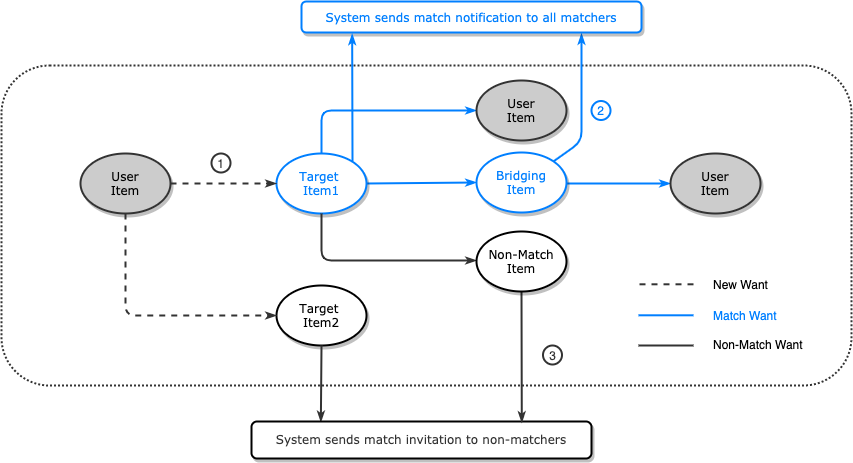 System sends match notification to all matchers
User
Item
2
1
User
Item
Target
Item1
Bridging
Item
User
Item
Non-Match
Item
New Want
Target
Item2
Match Want
Non-Match Want
3
System sends match invitation to non-matchers